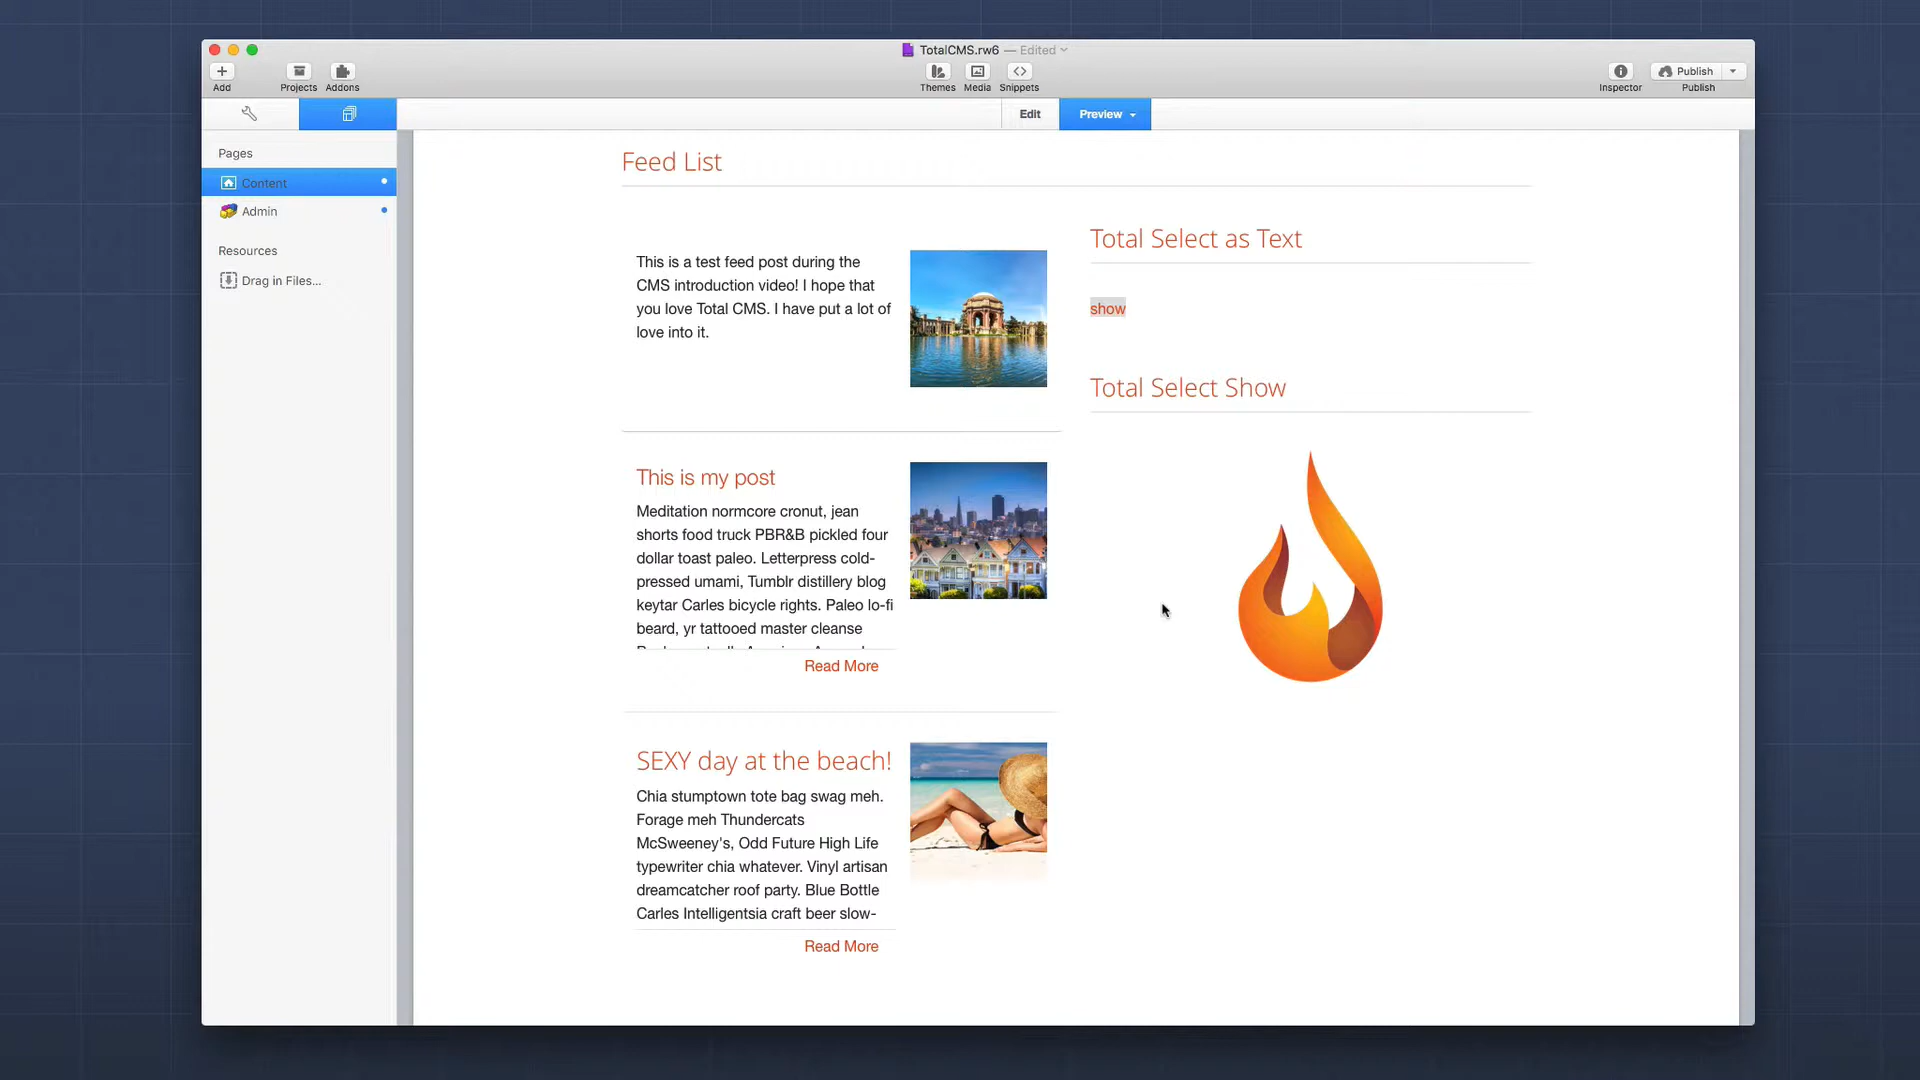 TotalCMS.rw6 — Edited
Add
Projects
Addons
Themes
Media
Snippets
Inspector
Publish
Publish
Edit
Preview
Pages
Content
Admin
Resources
Drag in Files...
Feed List
This is a test feed post during the
CMS introduction video! I hope that
you love Total CMS. I have put a lot of
love into it.
This is my post
Meditation normcore cronut, jean
shorts food truck PBR&B pickled four
dollar toast paleo. Letterpress cold-
pressed umami, Tumblr distillery blog
keytar Carles bicycle rights. Paleo lo-fi
beard, yr tattooed master cleanse
Read More
SEXY day at the beach!
Chia stumptown tote bag swag meh.
Forage meh Thundercats
McSweeney's, Odd Future High Life
typewriter chia whatever. Vinyl artisan
dreamcatcher roof party. Blue Bottle
Carles Intelligentsia craft beer slow-
Read More
Total Select as Text
show
Total Select Show